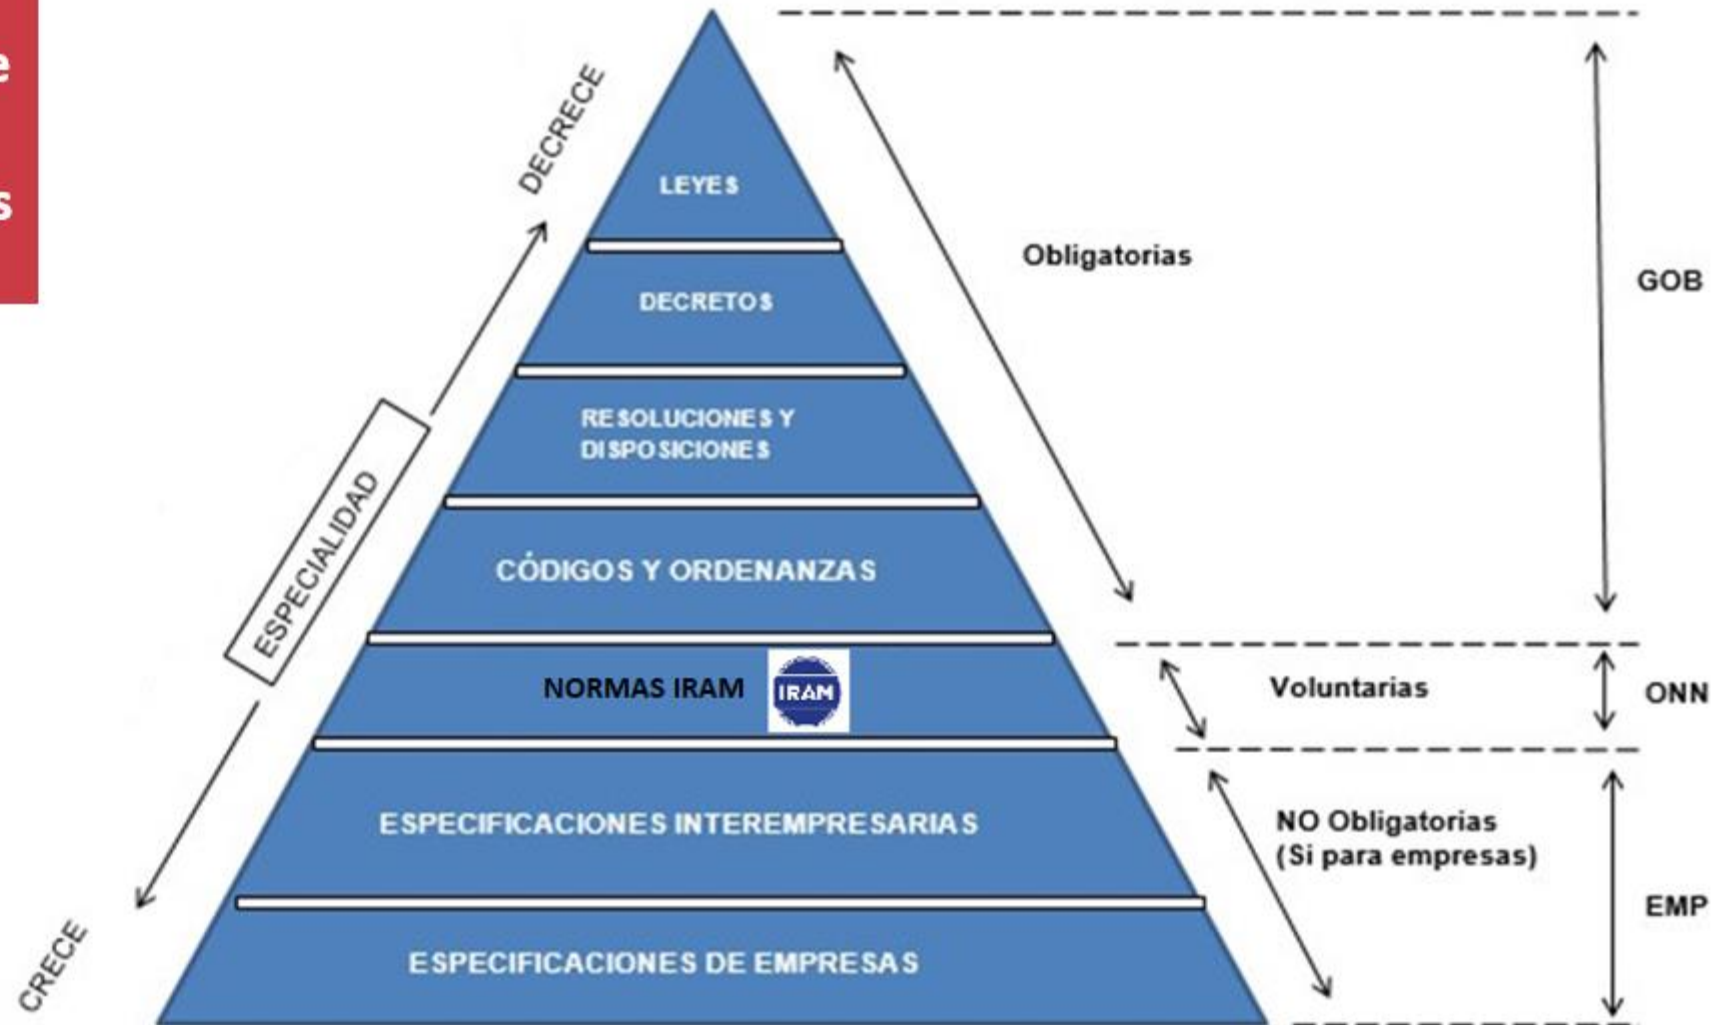 e
s
DECRECE
LEYES
Obligatorias
GOB
DECRETOS
RESOLUCIONES Y
DISPOSICIONES
ESPECIALIDAD
CÓDIGOS Y ORDENANZAS
NORMAS IRAM
IRAM
Voluntarias
ONN
ESPECIFICACIONES INTEREMPRESARIAS
NO Obligatorias
(Si para empresas)
EMP
CRECE
ESPECIFICACIONES DE EMPRESAS